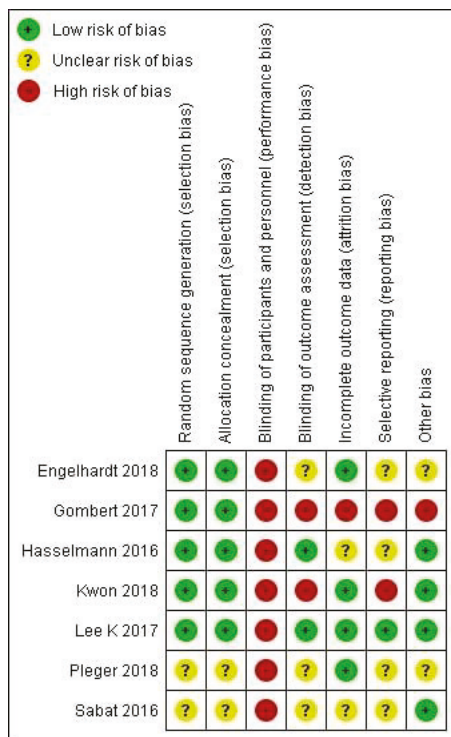 Low risk of bias
Unclear risk of bias
High risk of bias
Random sequence generation (selection bias)
Allocation concealment (selection bias)
Blinding of participants and personnel (performance bias)
Blinding of outcome assessment (detection bias)
Incomplete outcome data (attrition bias)
Selective reporting (reporting bias)
Other bias
Engelhardt 2018 + + - ? + ? ?
Gombert 2017 + + - - - - -
Hasselmann 2016 + + - + ? ? +
Kwon 2018 + + - - + - +
Lee K 2017 + + - + + + +
Pleger 2018 ? ? - ? + ? ?
Sabat 2016 ? ? - ? ? ? +